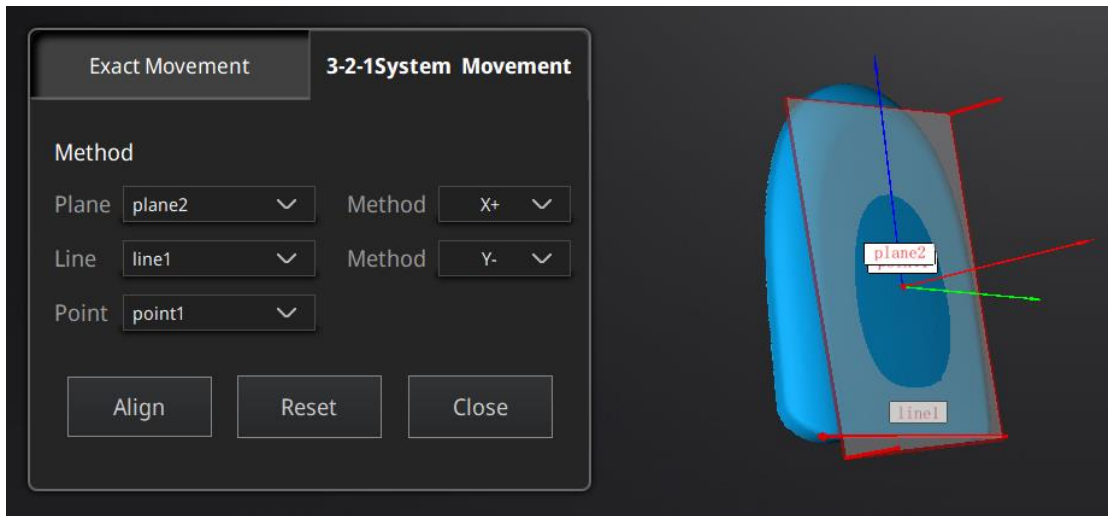 Exact Movement
3-2-1System Movement
Method
Plane plane2 Method X+
Line line1 Method Y-
Point point1
Align Reset Close
plane2
line1